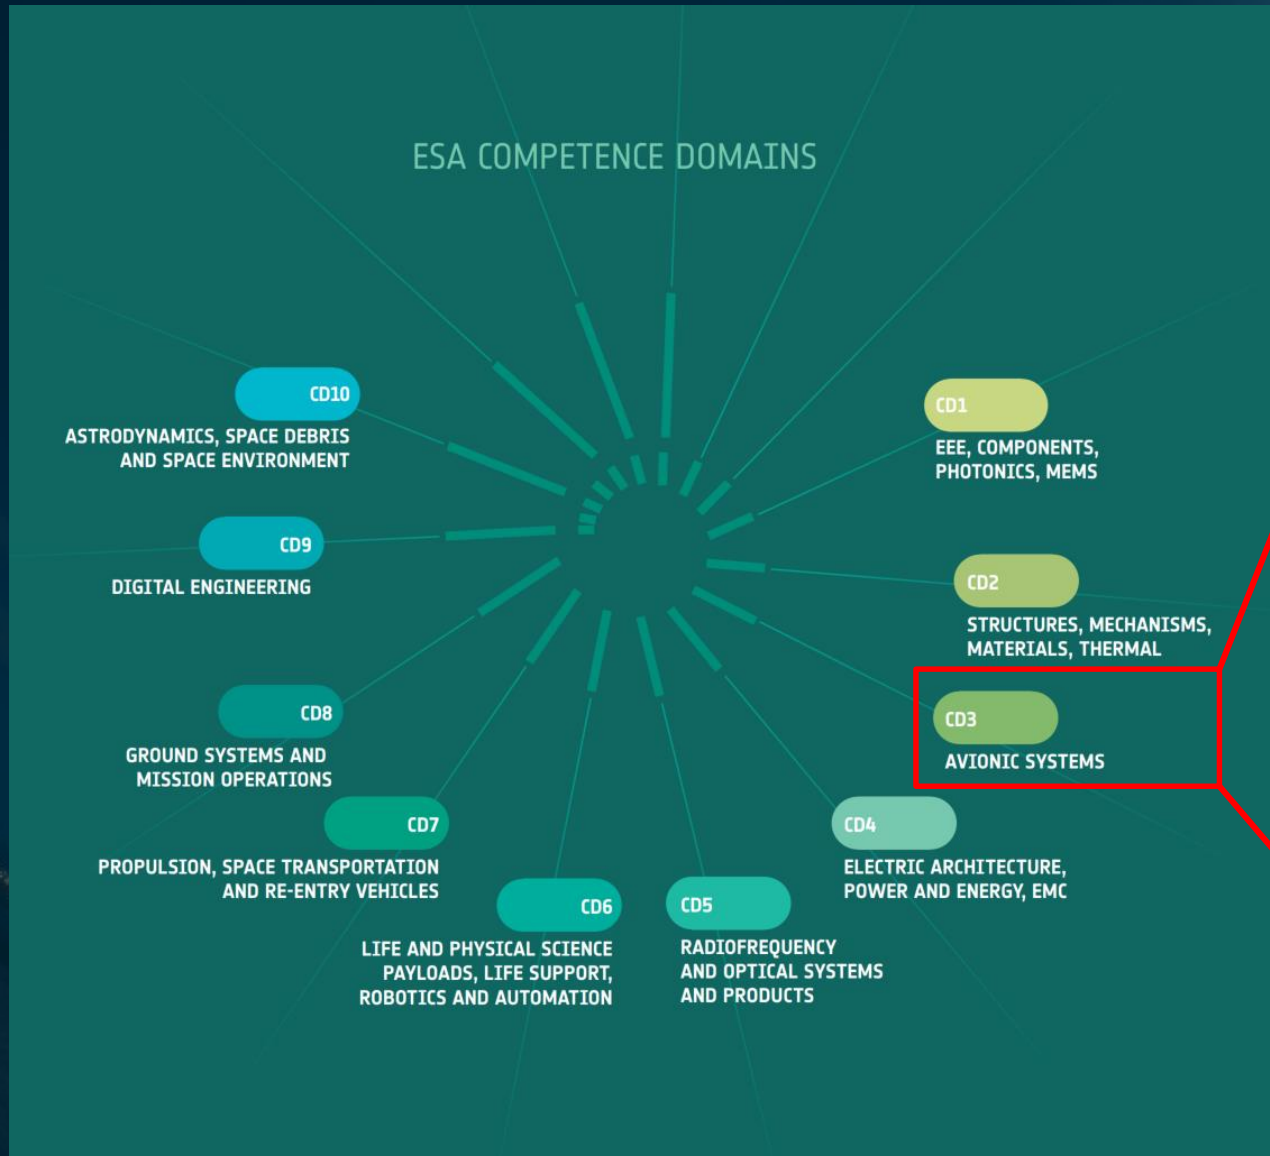 ESA COMPETENCE DOMAINS
CD1
EEE, COMPONENTS,
PHOTONICS, MEMS
CD2
STRUCTURES, MECHANISMS,
MATERIALS, THERMAL
CD3
AVIONIC SYSTEMS
CD4
ELECTRIC ARCHITECTURE,
POWER AND ENERGY, EMC
CD5
RADIOFREQUENCY
AND OPTICAL SYSTEMS
AND PRODUCTS
CD6
LIFE AND PHYSICAL SCIENCE
PAYLOADS, LIFE SUPPORT,
ROBOTICS AND AUTOMATION
CD7
PROPULSION, SPACE TRANSPORTATION
AND RE-ENTRY VEHICLES
CD8
GROUND SYSTEMS AND
MISSION OPERATIONS
CD9
DIGITAL ENGINEERING
CD10
ASTRODYNAMICS, SPACE DEBRIS
AND SPACE ENVIRONMENT